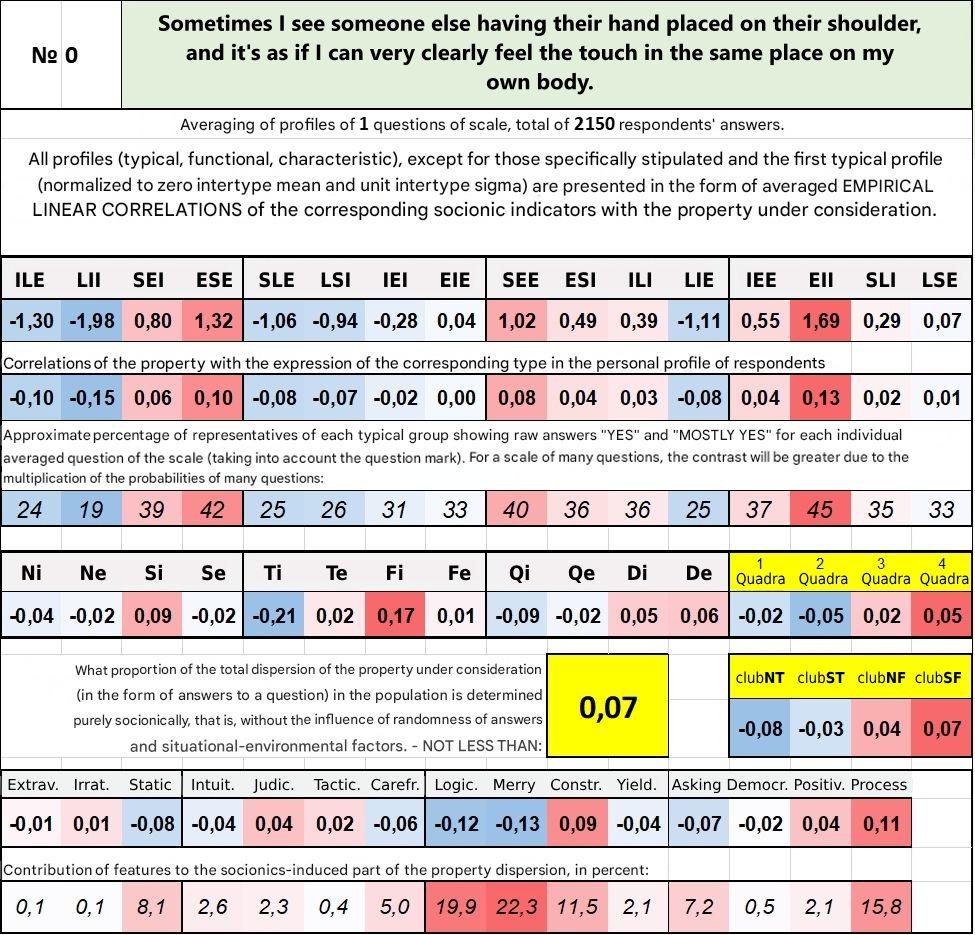 № 0
Sometimes I see someone else having their hand placed on their shoulder,
and it's as if I can very clearly feel the touch in the same place on my
own body.
Averaging of profiles of 1 questions of scale, total of 2150 respondents' answers.
All profiles (typical, functional, characteristic), except for those specifically stipulated and the first typical profile
(normalized to zero intertype mean and unit intertype sigma) are presented in the form of averaged EMPIRICAL
LINEAR CORRELATIONS of the corresponding socionic indicators with the property under consideration.
ILE LII SEI ESE SLE LSI IEI EIE SEE ESI ILI LIE IEE EII SLI LSE
-1,30 -1,98 0,80 1,32 -1,06 -0,94 -0,28 0,04 1,02 0,49 0,39 -1,11 0,55 1,69 0,29 0,07
Correlations of the property with the expression of the corresponding type in the personal profile of respondents
-0,10 -0,15 0,06 0,10 -0,08 -0,07 -0,02 0,00 0,08 0,04 0,03 -0,08 0,04 0,13 0,02 0,01
Approximate percentage of representatives of each typical group showing raw answers "YES" and "MOSTLY YES" for each individual
averaged question of the scale (taking into account the question mark). For a scale of many questions, the contrast will be greater due to the
multiplication of the probabilities of many questions:
24 19 39 42 25 26 31 33 40 36 36 25 37 45 35 33
Ni Ne Si Se Ti Te Fi Fe Qi Qe Di De 1 Quadra 2 Quadra 3 Quadra 4 Quadra
-0,04 -0,02 0,09 -0,02 -0,21 0,02 0,17 0,01 -0,09 -0,02 0,05 0,06 -0,02 -0,05 0,02 0,05
What proportion of the total dispersion of the property under consideration
(in the form of answers to a question) in the population is determined
purely socionically, that is, without the influence of randomness of answers
and situational-environmental factors. - NOT LESS THAN:
0,07
clubNT clubST clubNF clubSF
-0,08 -0,03 0,04 0,07
Extrav. Irrat. Static Intuit. Judic. Tactic. Carefr. Logic. Merry Constr. Yield. Asking Democr. Positiv. Process
-0,01 0,01 -0,08 -0,04 0,04 0,02 -0,06 -0,12 -0,13 0,09 -0,04 -0,07 -0,02 0,04 0,11
Contribution of features to the socionics-induced part of the property dispersion, in percent:
0,1 0,1 8,1 2,6 2,3 0,4 5,0 19,9 22,3 11,5 2,1 7,2 0,5 2,1 15,8